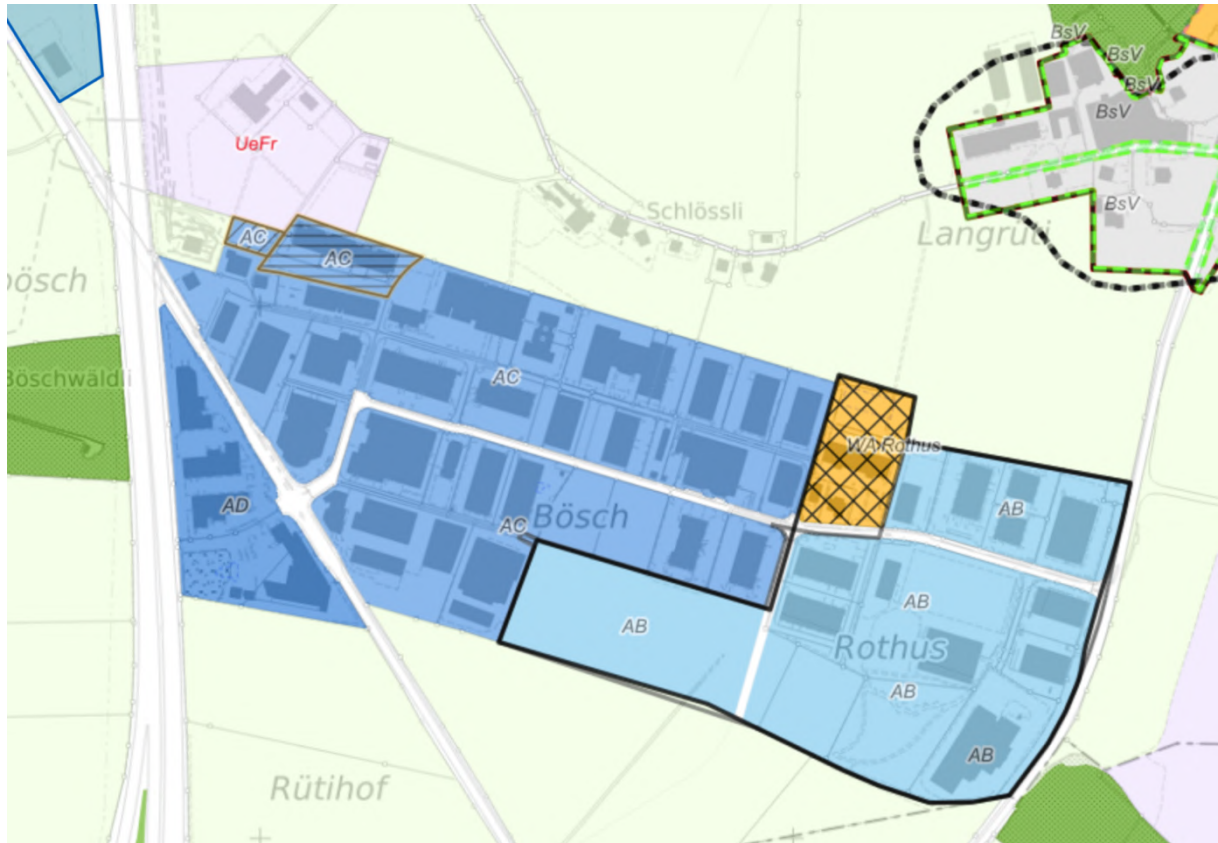 BsV
BsV
BsV
BsV
UeFr
Schlössli
BsV
AC
Langrüti
AC
ösch
Böschwäldli
AC
WA Rothus
AD
AC
Bösch
AB
AB
AB
Rothus
AB
AB
Rütihof